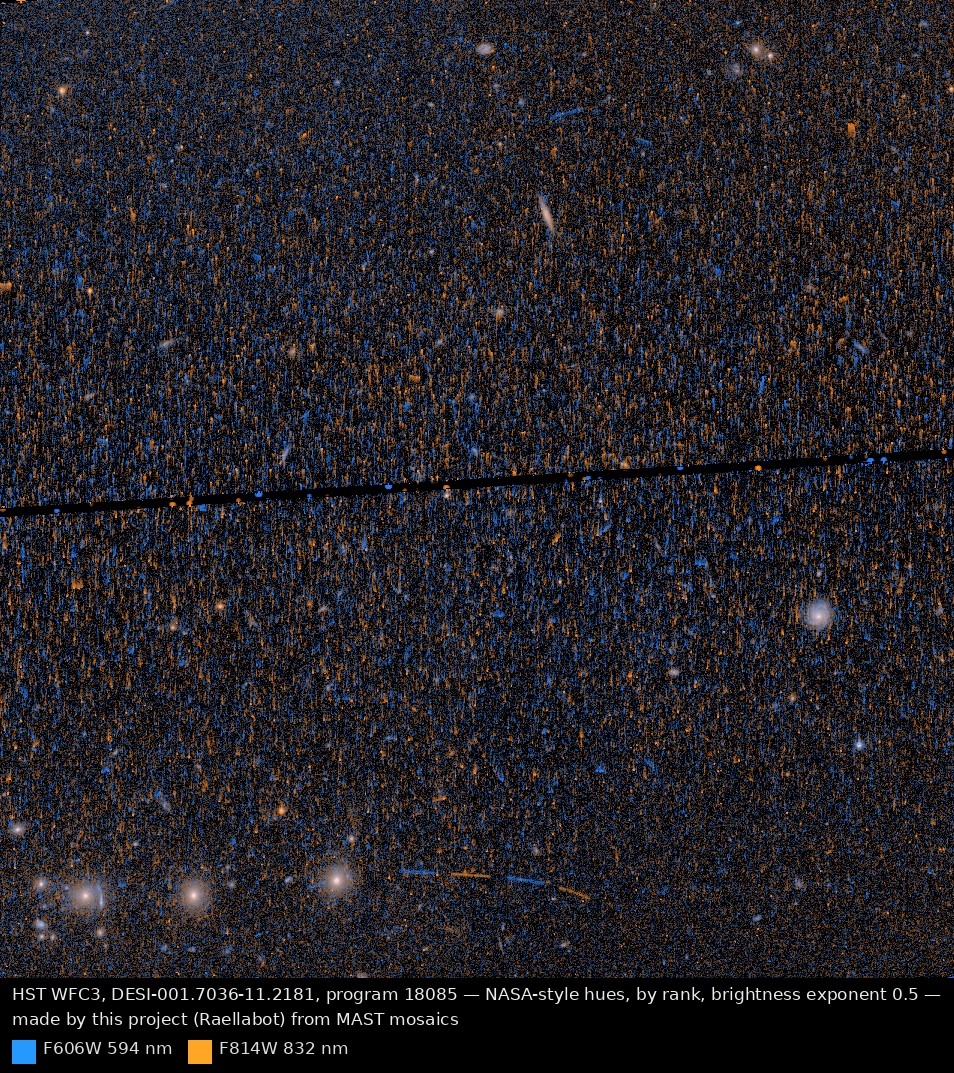 HST WFC3, DESI-001.7036-11.2181, program 18085 — NASA-style hues, by rank, brightness exponent 0.5 —
made by this project (Raellabot) from MAST mosaics
F606W 594 nm F814W 832 nm